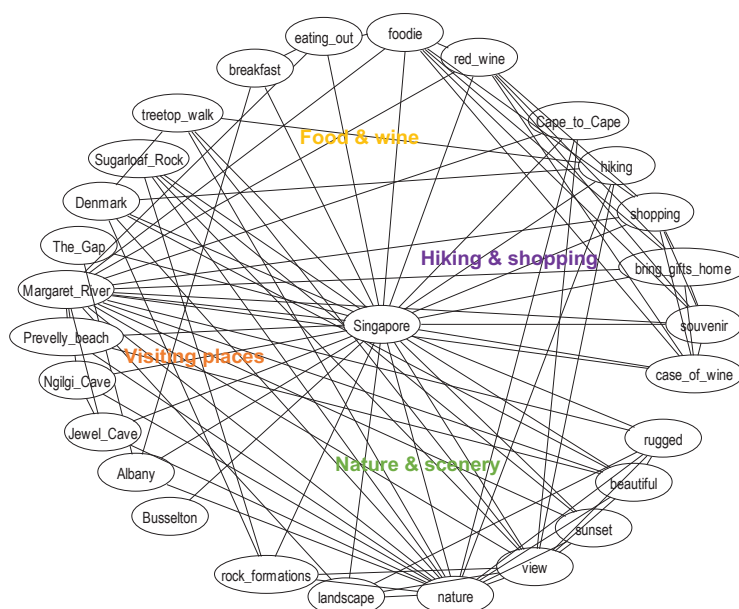 foodie
eating_out
red_wine
breakfast
treetop_walk
Cape_to_Cape
Food & wine
Sugarloaf_Rock
hiking
Denmark
shopping
The_Gap
Hiking & shopping
bring_gifts_home
Margaret_River
Singapore
souvenir
Prevelly_beach
Visiting places
case_of_wine
Ngilgi_Cave
Jewel_Cave
rugged
Nature & scenery
Albany
beautiful
Busselton
sunset
view
rock_formations
nature
landscape